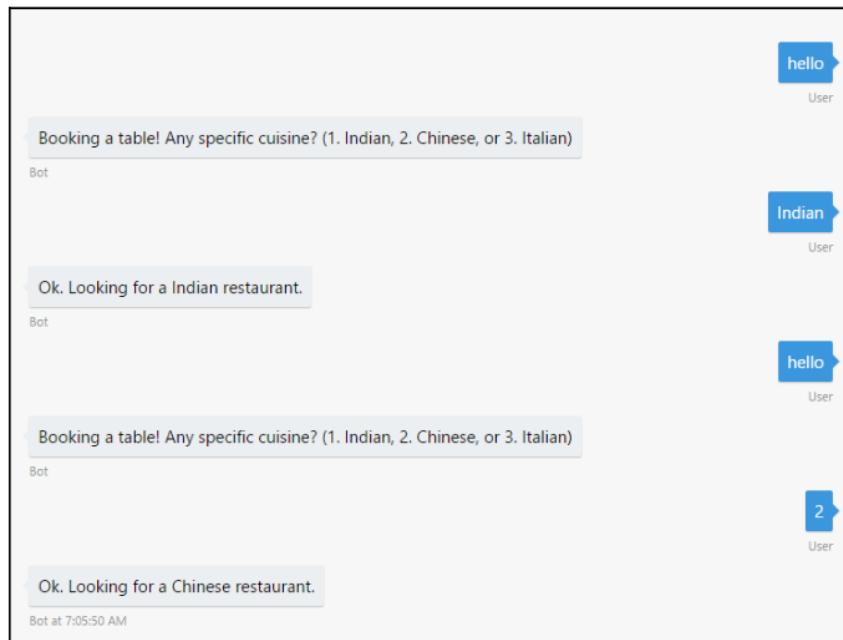 hello
User
Booking a table! Any specific cuisine? (1. Indian, 2. Chinese, or 3. Italian)
Bot
Indian
User
Ok. Looking for a Indian restaurant.
Bot
hello
User
Booking a table! Any specific cuisine? (1. Indian, 2. Chinese, or 3. Italian)
Bot
2
User
Ok. Looking for a Chinese restaurant.
Bot at 7:05:50 AM